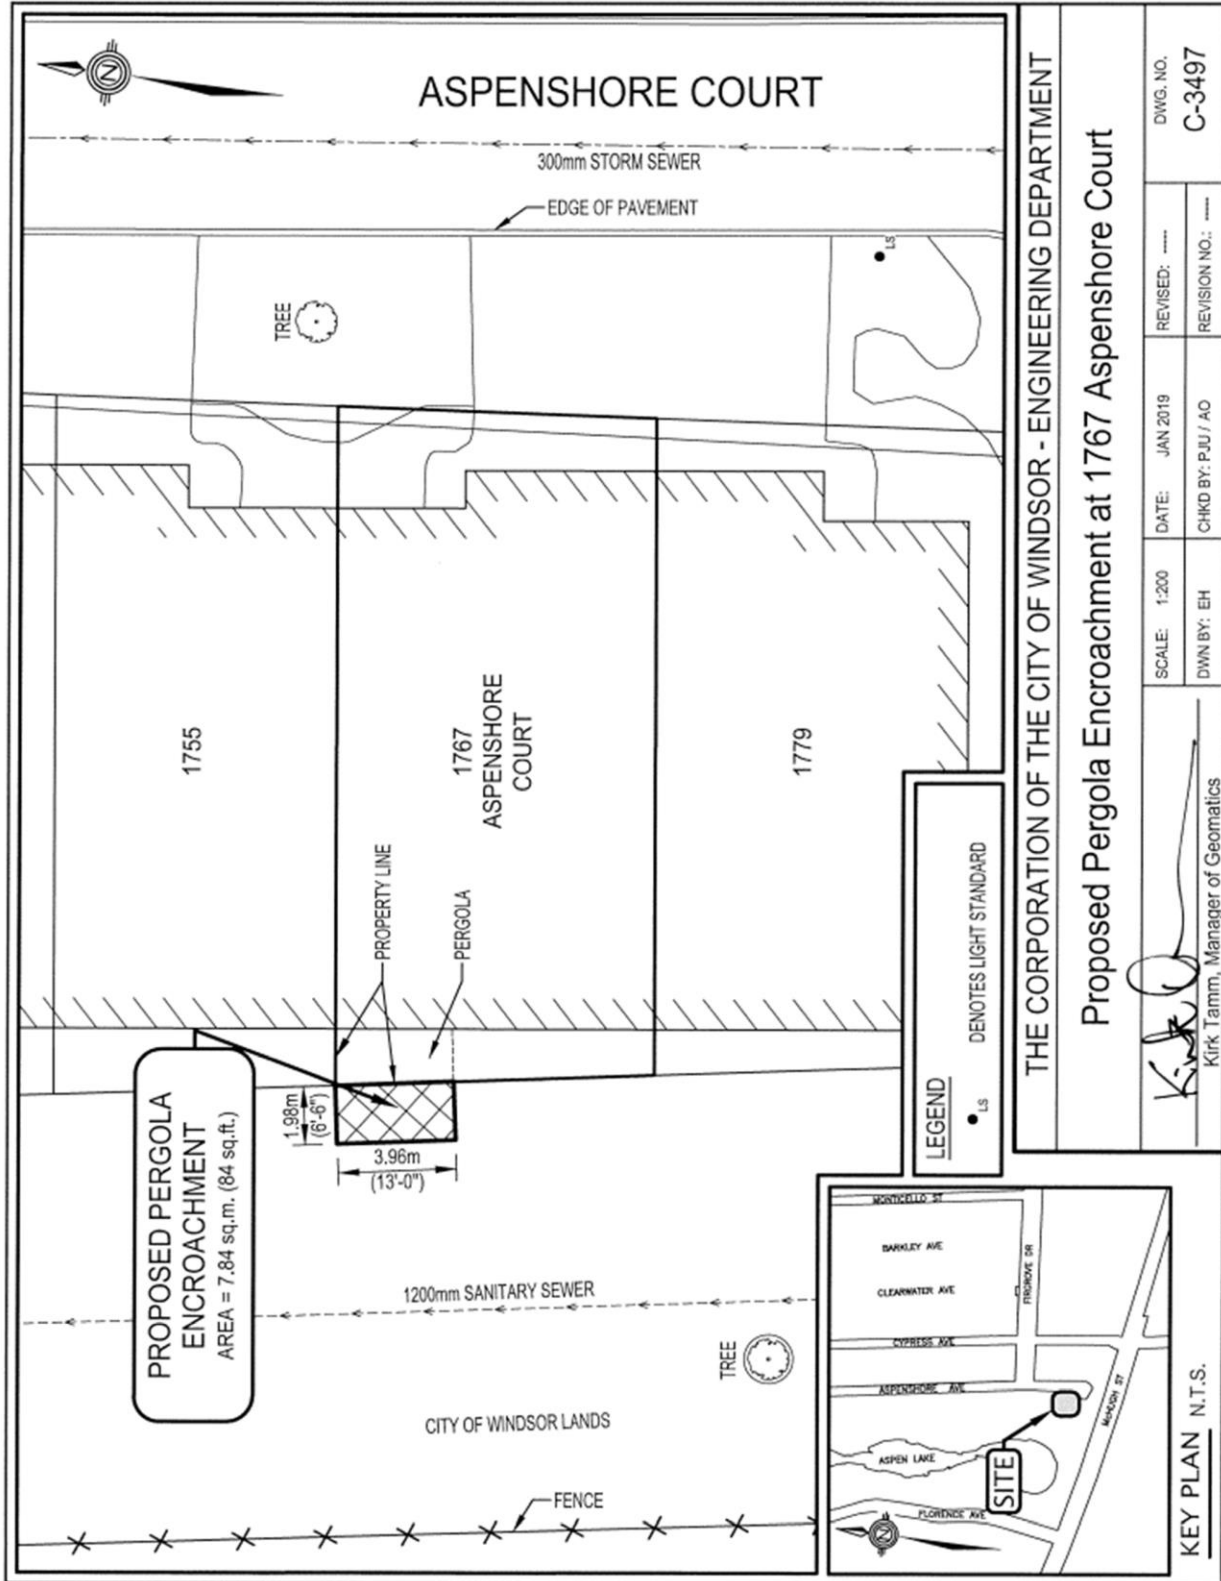 N
ASPENSHORE COURT
300mm STORM SEWER
EDGE OF PAVEMENT
LS
TREE
1755
1767
ASPENSHORE
COURT
1779
PROPERTY LINE
PERGOLA
PROPOSED PERGOLA
ENCROACHMENT
AREA = 7.84 sq.m. (84 sq.ft.)
1.98m
(6'-6")
3.96m
(13'-0")
1200mm SANITARY SEWER
TREE
CITY OF WINDSOR LANDS
FENCE
LEGEND
LS
DENOTES LIGHT STANDARD
MONTICELLO ST
BARKLEY AVE
CLEARWATER AVE
FIRGROVE DR
CYPRESS AVE
ASPENSHORE AVE
McHUGH ST
ASPEN LAKE
SITE
FLORENCE AVE
N
KEY PLAN N.T.S.
THE CORPORATION OF THE CITY OF WINDSOR - ENGINEERING DEPARTMENT
Proposed Pergola Encroachment at 1767 Aspenshore Court
Kirk Tamm, Manager of Geomatics
SCALE: 1:200
DATE: JAN 2019
REVISED: ----
DWG. NO.
C-3497
DWN BY: EH
CHKD BY: PJU / AO
REVISION NO.: ----